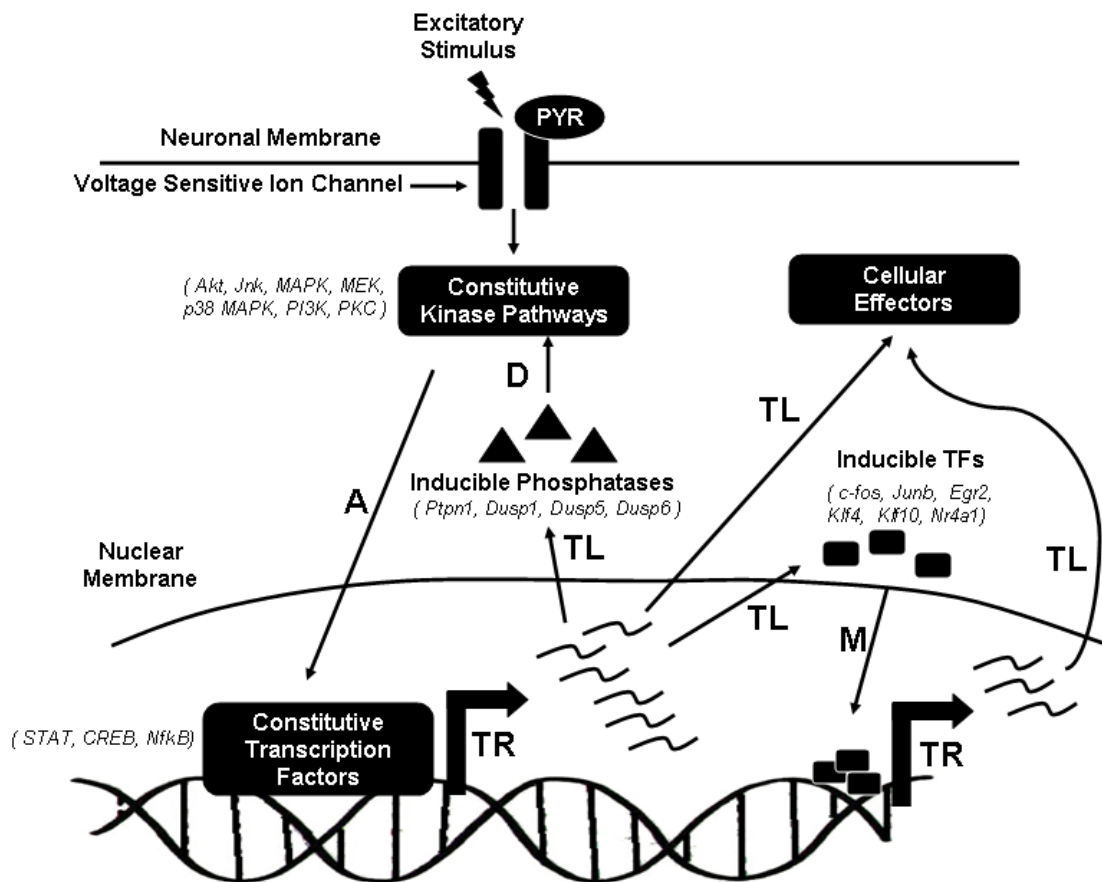 Excitatory
Stimulus
PYR
Neuronal Membrane
Voltage Sensitive Ion Channel
( Akt, Jnk, MAPK, MEK,
p38 MAPK, PI3K, PKC )
Constitutive
Kinase Pathways
Cellular
Effectors
D
TL
Inducible Phosphatases
( Ptpn1, Dusp1, Dusp5, Dusp6 )
Inducible TFs
( c-fos, Junb, Egr2,
Klf4, Klf10, Nr4a1)
A
TL
TL
Nuclear
Membrane
TL
M
( STAT, CREB, NfkB)
Constitutive
Transcription
Factors
TR
TR